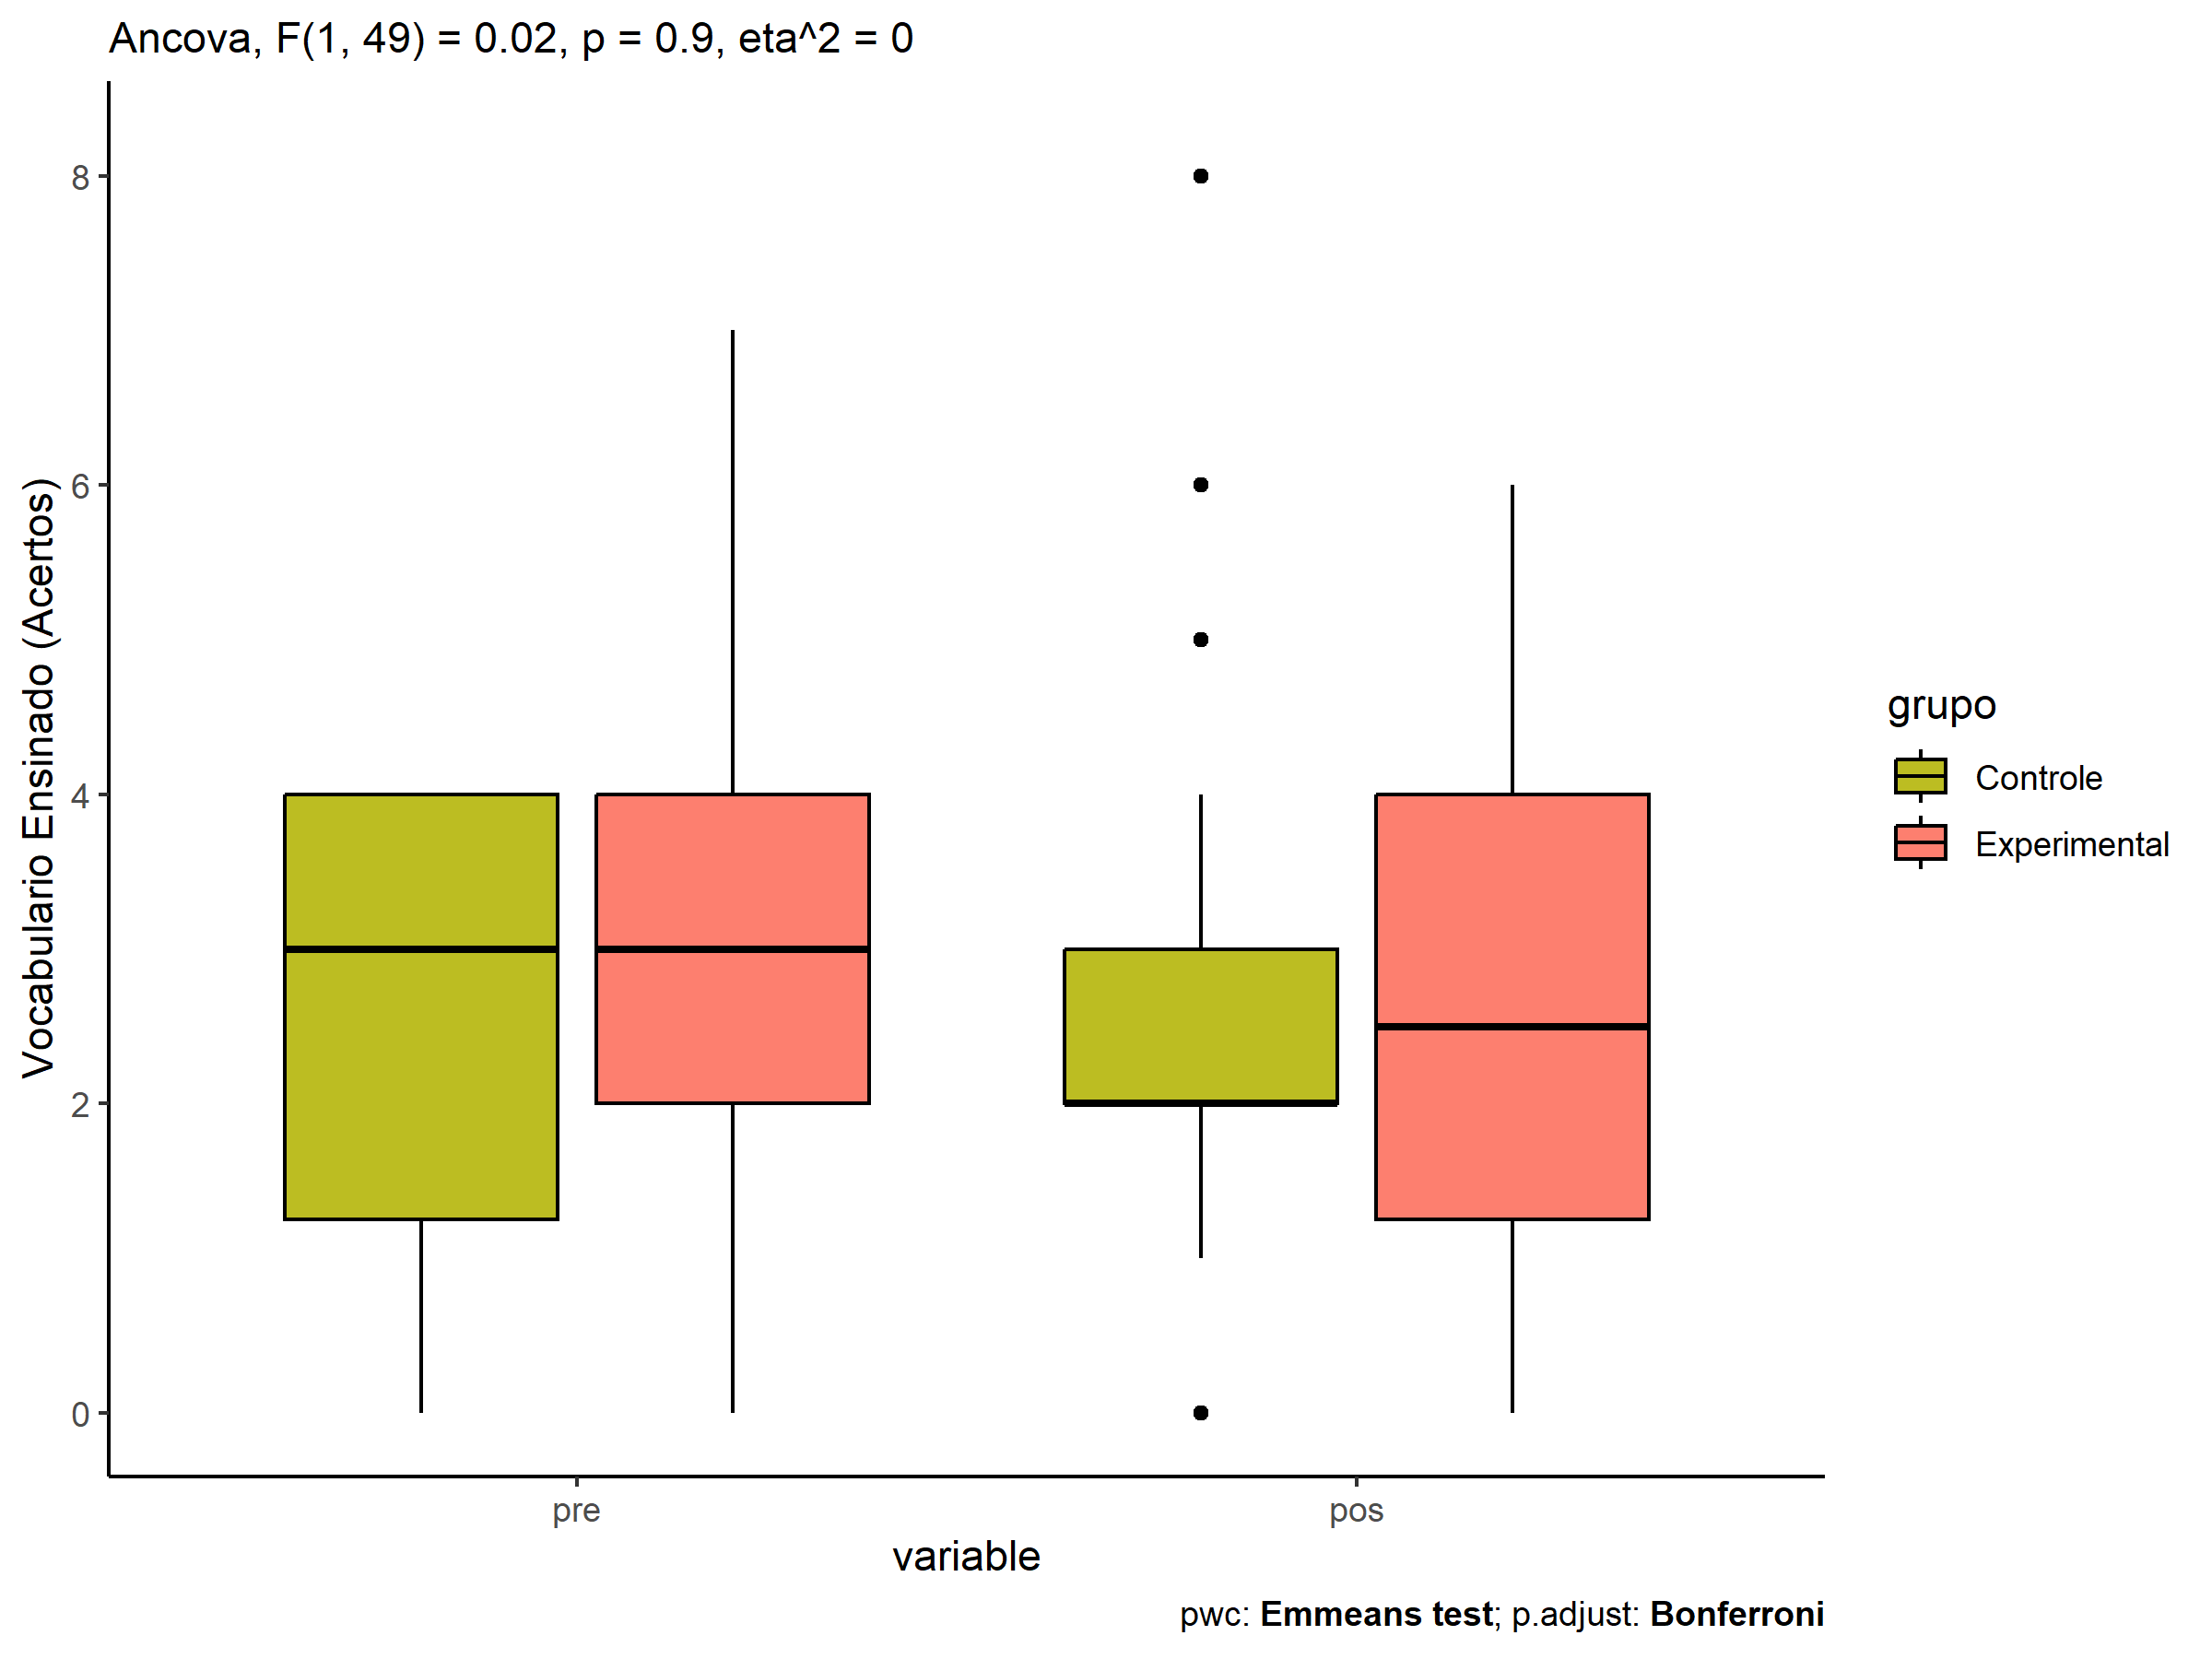 Ancova, F(1, 49) = 0.02, p = 0.9, eta^2 = 0
Vocabulario Ensinado (Acertos)
8
6
4
2
0
pre
pos
variable
grupo
Controle
Experimental
pwc: Emmeans test; p.adjust: Bonferroni